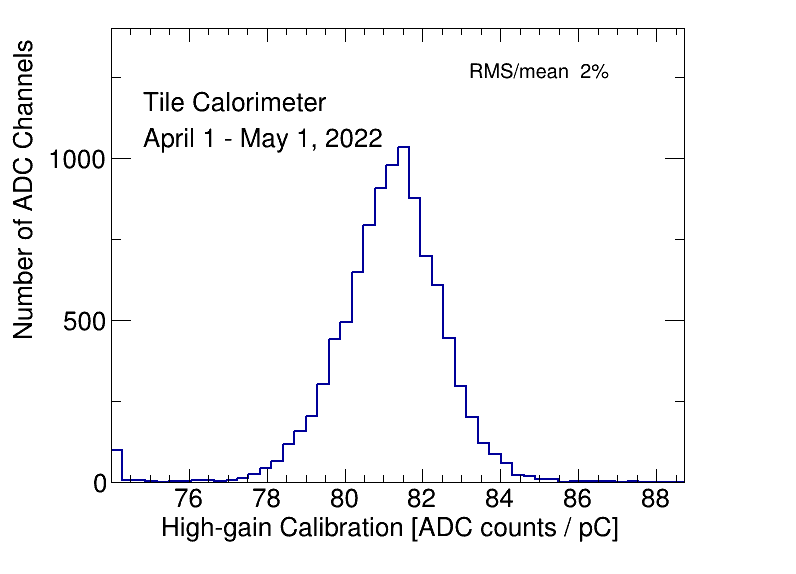 RMS/mean 2%
Tile Calorimeter
April 1 - May 1, 2022
Number of ADC Channels
1000
500
0
76 78 80 82 84 86 88
High-gain Calibration [ADC counts / pC]